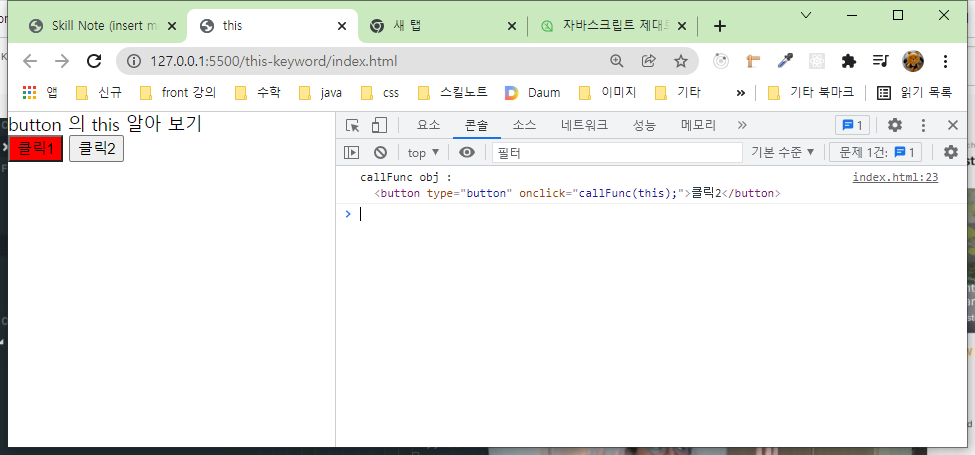 Skill Note (insert m
this
새 탭
자바스크립트 제대로
127.0.0.1:5500/this-keyword/index.html
앱
신규
front 강의
수학
java
css
스킬노트
Daum
이미지
기타
»
기타 북마크
읽기 목록
button 의 this 알아 보기
클릭1 클릭2
요소
콘솔
소스
네트워크
성능
메모리
»
1
top ▼
필터
기본 수준 ▼
문제 1건: 1
callFunc obj : index.html:23
<button type="button" onclick="callFunc(this);">클릭2</button>